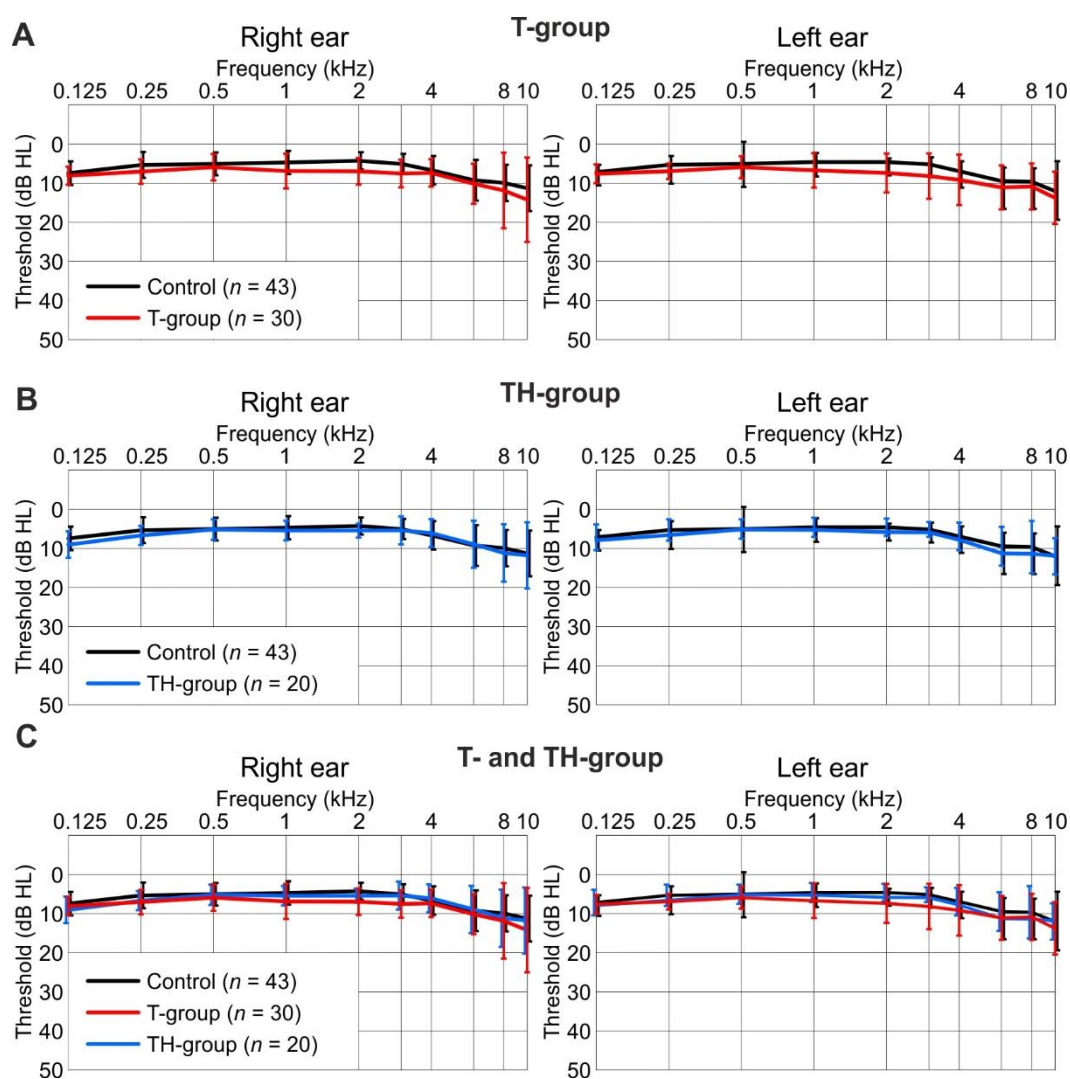 A
T-group
Right ear
Left ear
Frequency (kHz)
Frequency (kHz)
0.125 0.25 0.5 1 2 4 8 10
0.125 0.25 0.5 1 2 4 8 10
Threshold (dB HL)
0
10
20
30
40
50
Control (n = 43)
T-group (n = 30)
Threshold (dB HL)
0
10
20
30
40
50
B
TH-group
Right ear
Left ear
Frequency (kHz)
Frequency (kHz)
0.125 0.25 0.5 1 2 4 8 10
0.125 0.25 0.5 1 2 4 8 10
Threshold (dB HL)
0
10
20
30
40
50
Control (n = 43)
TH-group (n = 20)
Threshold (dB HL)
0
10
20
30
40
50
C
T- and TH-group
Right ear
Left ear
Frequency (kHz)
Frequency (kHz)
0.125 0.25 0.5 1 2 4 8 10
0.125 0.25 0.5 1 2 4 8 10
Threshold (dB HL)
0
10
20
30
40
50
Control (n = 43)
T-group (n = 30)
TH-group (n = 20)
Threshold (dB HL)
0
10
20
30
40
50